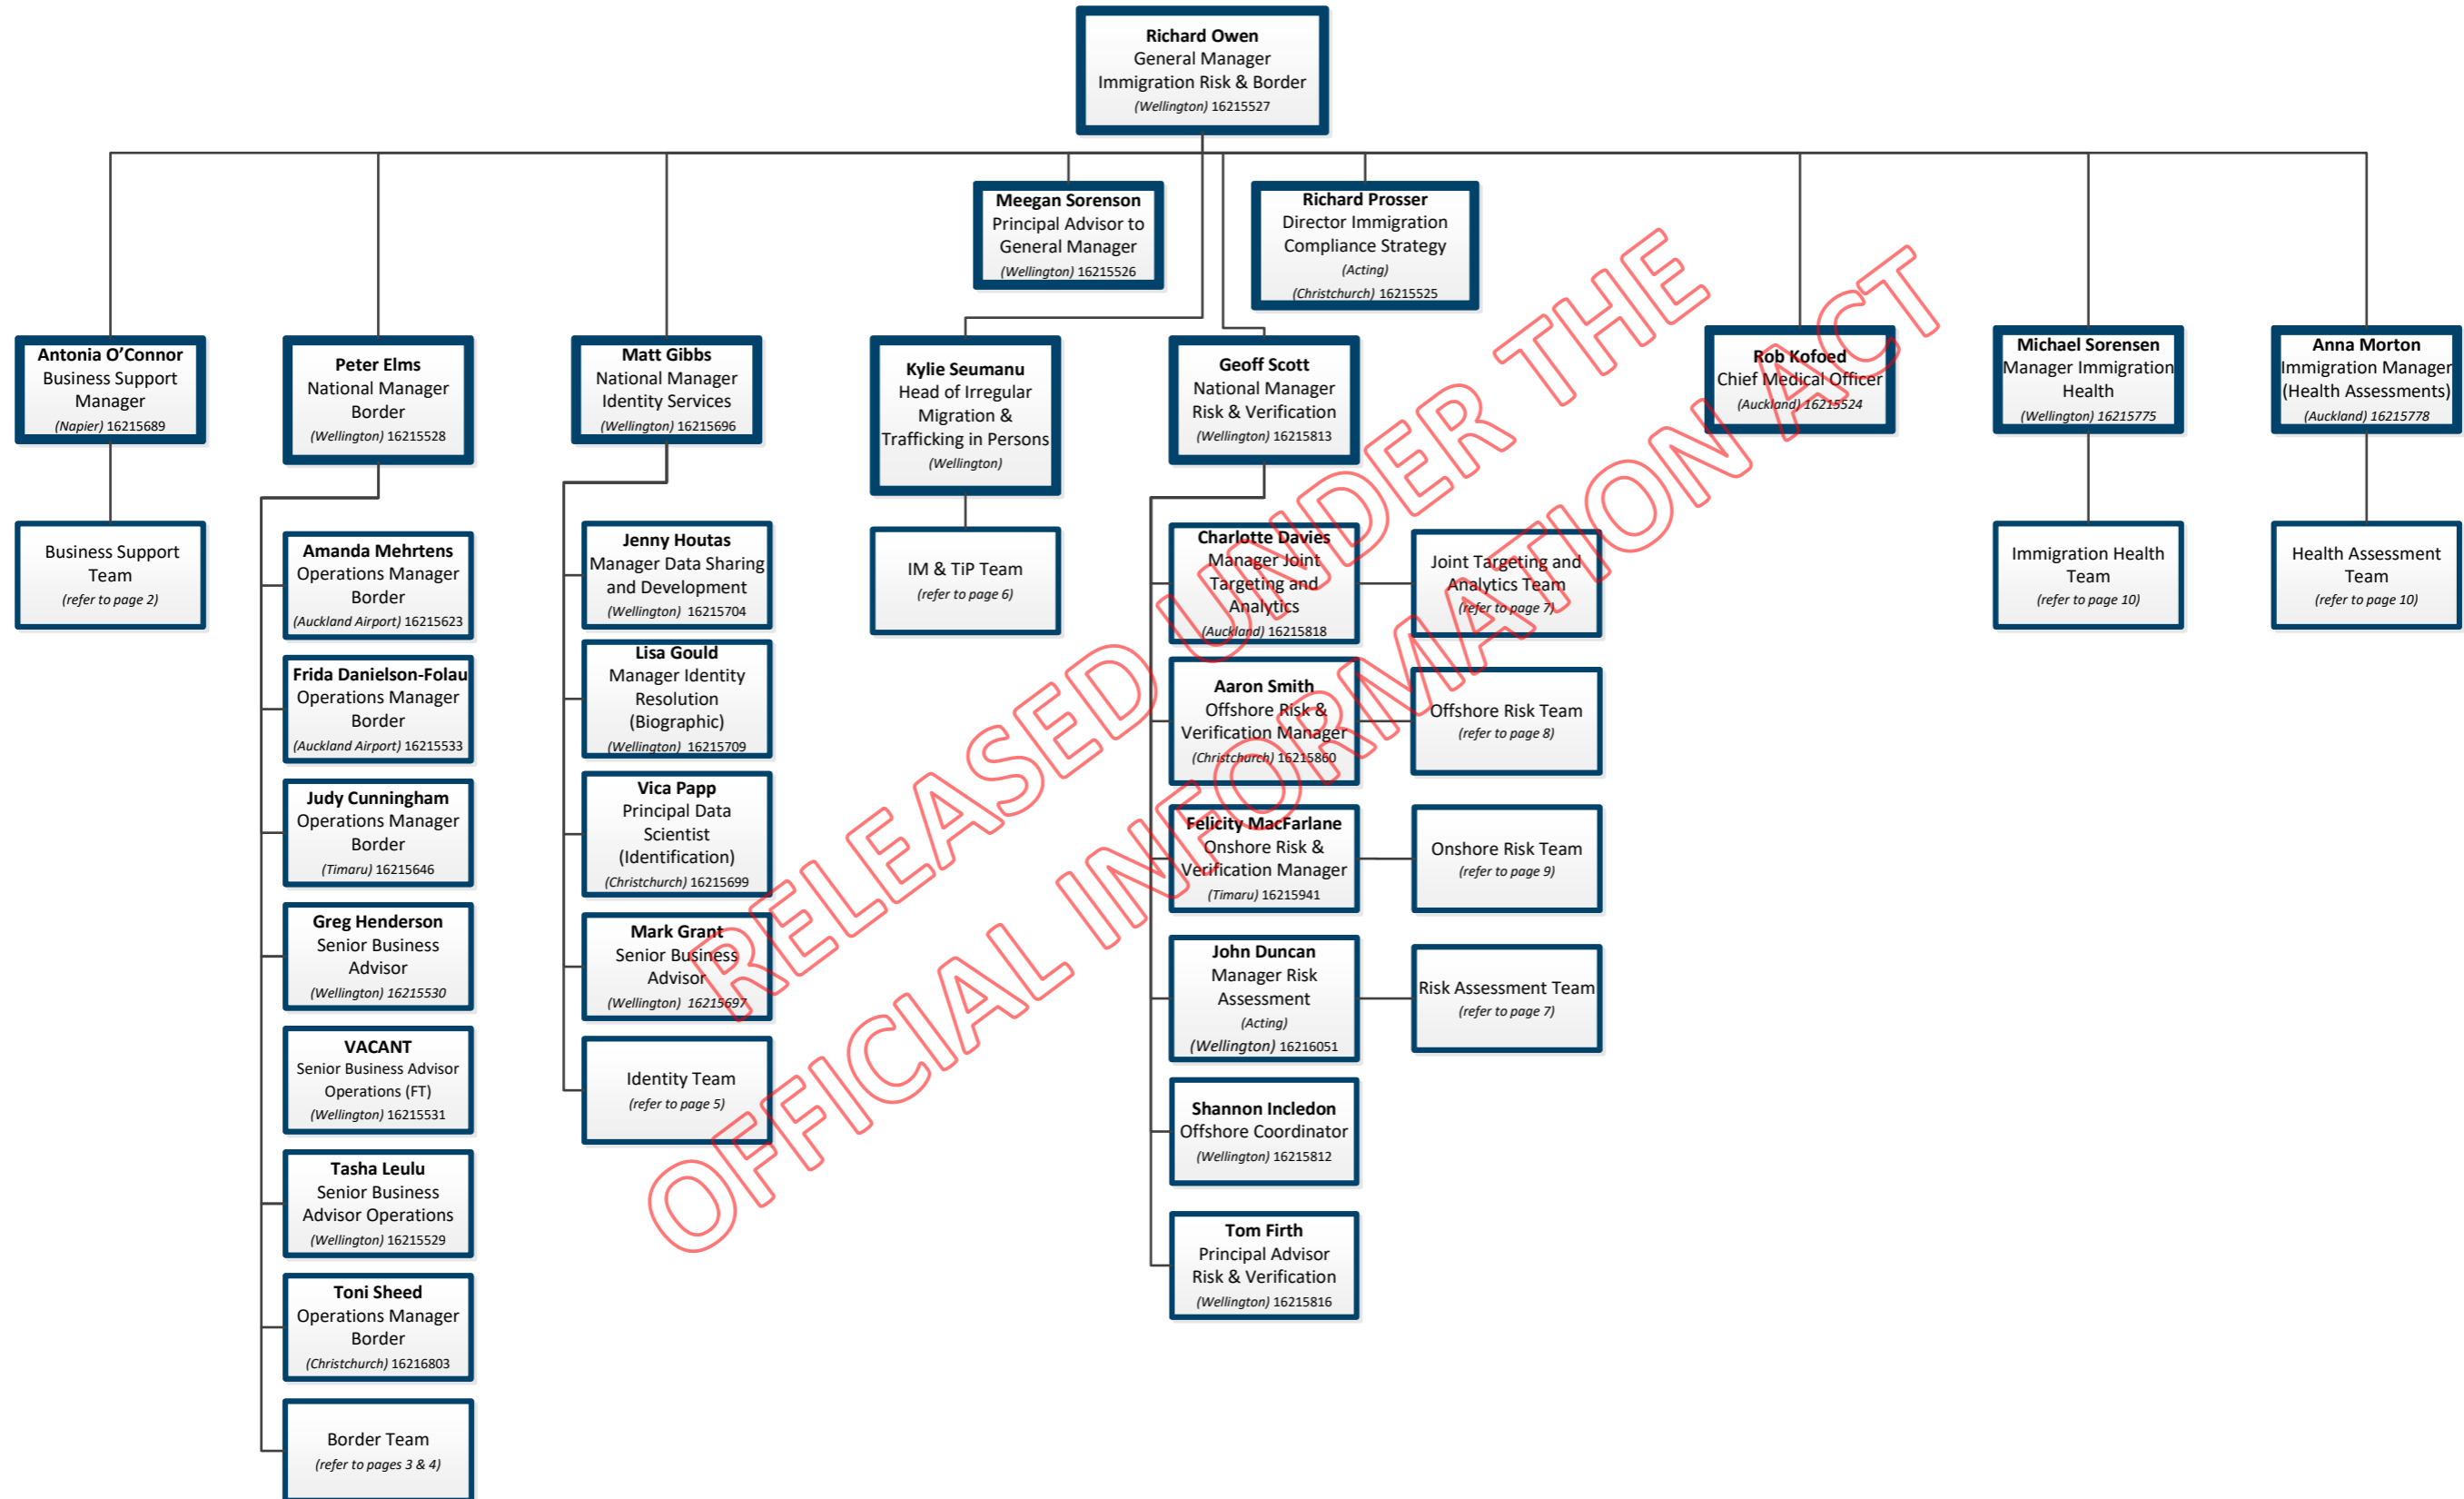 Richard Owen
General Manager
Immigration Risk & Border
(Wellington) 16215527
Meegan Sorenson
Principal Advisor to
General Manager
(Wellington) 16215526
Richard Prosser
Director Immigration
Compliance Strategy
(Acting)
(Christchurch) 16215525
Antonia O’Connor
Business Support
Manager
(Napier) 16215689
Peter Elms
National Manager
Border
(Wellington) 16215528
Matt Gibbs
National Manager
Identity Services
(Wellington) 16215696
Kylie Seumanu
Head of Irregular
Migration &
Trafficking in Persons
(Wellington)
Geoff Scott
National Manager
Risk & Verification
(Wellington) 16215813
Rob Kofoed
Chief Medical Officer
(Auckland) 16215524
Michael Sorensen
Manager Immigration
Health
(Wellington) 16215775
Anna Morton
Immigration Manager
(Health Assessments)
(Auckland) 16215778
Business Support
Team
(refer to page 2)
Amanda Mehrtens
Operations Manager
Border
(Auckland Airport) 16215623
Frida Danielson-Folau
Operations Manager
Border
(Auckland Airport) 16215533
Judy Cunningham
Operations Manager
Border
(Timaru) 16215646
Greg Henderson
Senior Business
Advisor
(Wellington) 16215530
VACANT
Senior Business Advisor
Operations (FT)
(Wellington) 16215531
Tasha Leulu
Senior Business
Advisor Operations
(Wellington) 16215529
Toni Sheed
Operations Manager
Border
(Christchurch) 16216803
Border Team
(refer to pages 3 & 4)
Jenny Houtas
Manager Data Sharing
and Development
(Wellington) 16215704
Lisa Gould
Manager Identity
Resolution
(Biographic)
(Wellington) 16215709
Vica Papp
Principal Data
Scientist
(Identification)
(Christchurch) 16215699
Mark Grant
Senior Business
Advisor
(Wellington) 16215697
Identity Team
(refer to page 5)
IM & TiP Team
(refer to page 6)
Charlotte Davies
Manager Joint
Targeting and
Analytics
(Auckland) 16215818
Joint Targeting and
Analytics Team
(refer to page 7)
Aaron Smith
Offshore Risk &
Verification Manager
(Christchurch) 16215860
Offshore Risk Team
(refer to page 8)
Felicity MacFarlane
Onshore Risk &
Verification Manager
(Timaru) 16215941
Onshore Risk Team
(refer to page 9)
John Duncan
Manager Risk
Assessment
(Acting)
(Wellington) 16216051
Risk Assessment Team
(refer to page 7)
Shannon Incledon
Offshore Coordinator
(Wellington) 16215812
Tom Firth
Principal Advisor
Risk & Verification
(Wellington) 16215816
Immigration Health
Team
(refer to page 10)
Health Assessment
Team
(refer to page 10)
RELEASED UNDER THE
OFFICIAL INFORMATION ACT